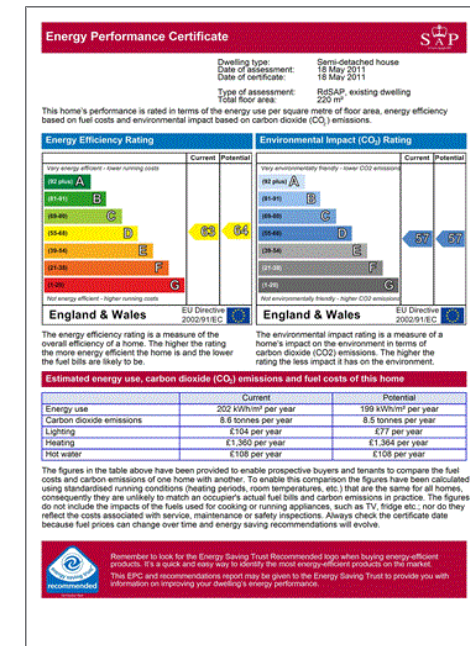 Energy Performance Certificate
SAP
Dwelling type: Semi-detached house
Date of assessment: 18 May 2011
Date of certificate: 18 May 2011
Type of assessment: RdSAP, existing dwelling
Total floor area: 220 m²
This home's performance is rated in terms of the energy use per square metre of floor area, energy efficiency
based on fuel costs and environmental impact based on carbon dioxide (CO₂) emissions.
Energy Efficiency Rating
Current Potential
Very energy efficient - lower running costs
(92 plus) A
(81-91) B
(69-80) C
(55-68) D
(39-54) E
(21-38) F
(1-20) G
63 64
Not energy efficient - higher running costs
England & Wales
EU Directive
2002/91/EC
Environmental Impact (CO₂) Rating
Current Potential
Very environmentally friendly - lower CO2 emissions
(92 plus) A
(81-91) B
(69-80) C
(55-68) D
(39-54) E
(21-38) F
(1-20) G
57 57
Not environmentally friendly - higher CO2 emissions
England & Wales
EU Directive
2002/91/EC
The energy efficiency rating is a measure of the
overall efficiency of a home. The higher the rating
the more energy efficient the home is and the lower
the fuel bills are likely to be.
The environmental impact rating is a measure of a
home's impact on the environment in terms of
carbon dioxide (CO2) emissions. The higher the
rating the less impact it has on the environment.
Estimated energy use, carbon dioxide (CO₂) emissions and fuel costs of this home
Current Potential
Energy use 202 kWh/m² per year 199 kWh/m² per year
Carbon dioxide emissions 8.6 tonnes per year 8.5 tonnes per year
Lighting £104 per year £77 per year
Heating £1,360 per year £1,364 per year
Hot water £108 per year £108 per year
The figures in the table above have been provided to enable prospective buyers and tenants to compare the fuel
costs and carbon emissions of one home with another. To enable this comparison the figures have been calculated
using standardised running conditions (heating periods, room temperatures, etc.) that are the same for all homes,
consequently they are unlikely to match an occupier's actual fuel bills and carbon emissions in practice. The figures
do not include the impacts of the fuels used for cooking or running appliances, such as TV, fridge etc.; nor do they
reflect the costs associated with service, maintenance or safety inspections. Always check the certificate date
because fuel prices can change over time and energy saving recommendations will evolve.
energy saving trust
recommended
Remember to look for the Energy Saving Trust Recommended logo when buying energy-efficient
products. It's a quick and easy way to identify the most energy-efficient products on the market.
This EPC and recommendations report may be given to the Energy Saving Trust to provide you with
information on improving your dwelling's energy performance.